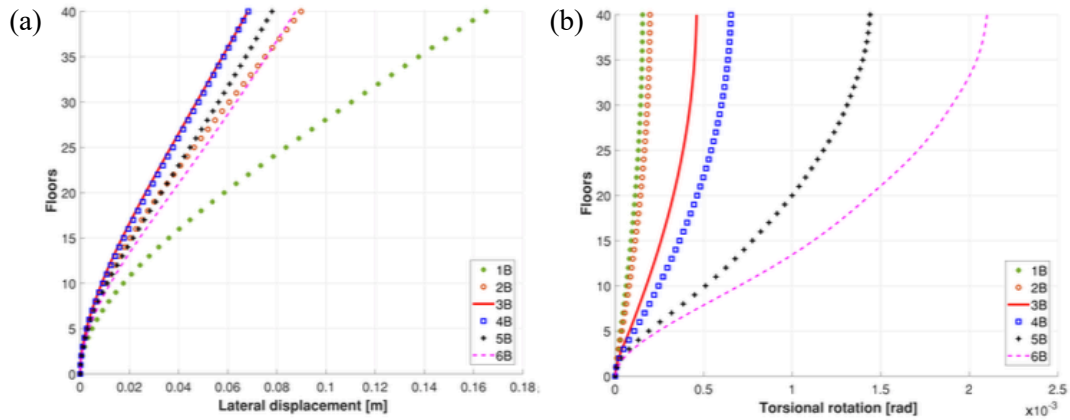 (a)
40
35
30
25
20
15
10
5
0
Floors
0
0.02
0.04
0.06
0.08
0.1
0.12
0.14
0.16
0.18
Lateral displacement [m]
1B
2B
3B
4B
5B
6B
(b)
40
35
30
25
20
15
10
5
0
Floors
0
0.5
1
1.5
2
2.5
Torsional rotation [rad]
×10⁻³
1B
2B
3B
4B
5B
6B